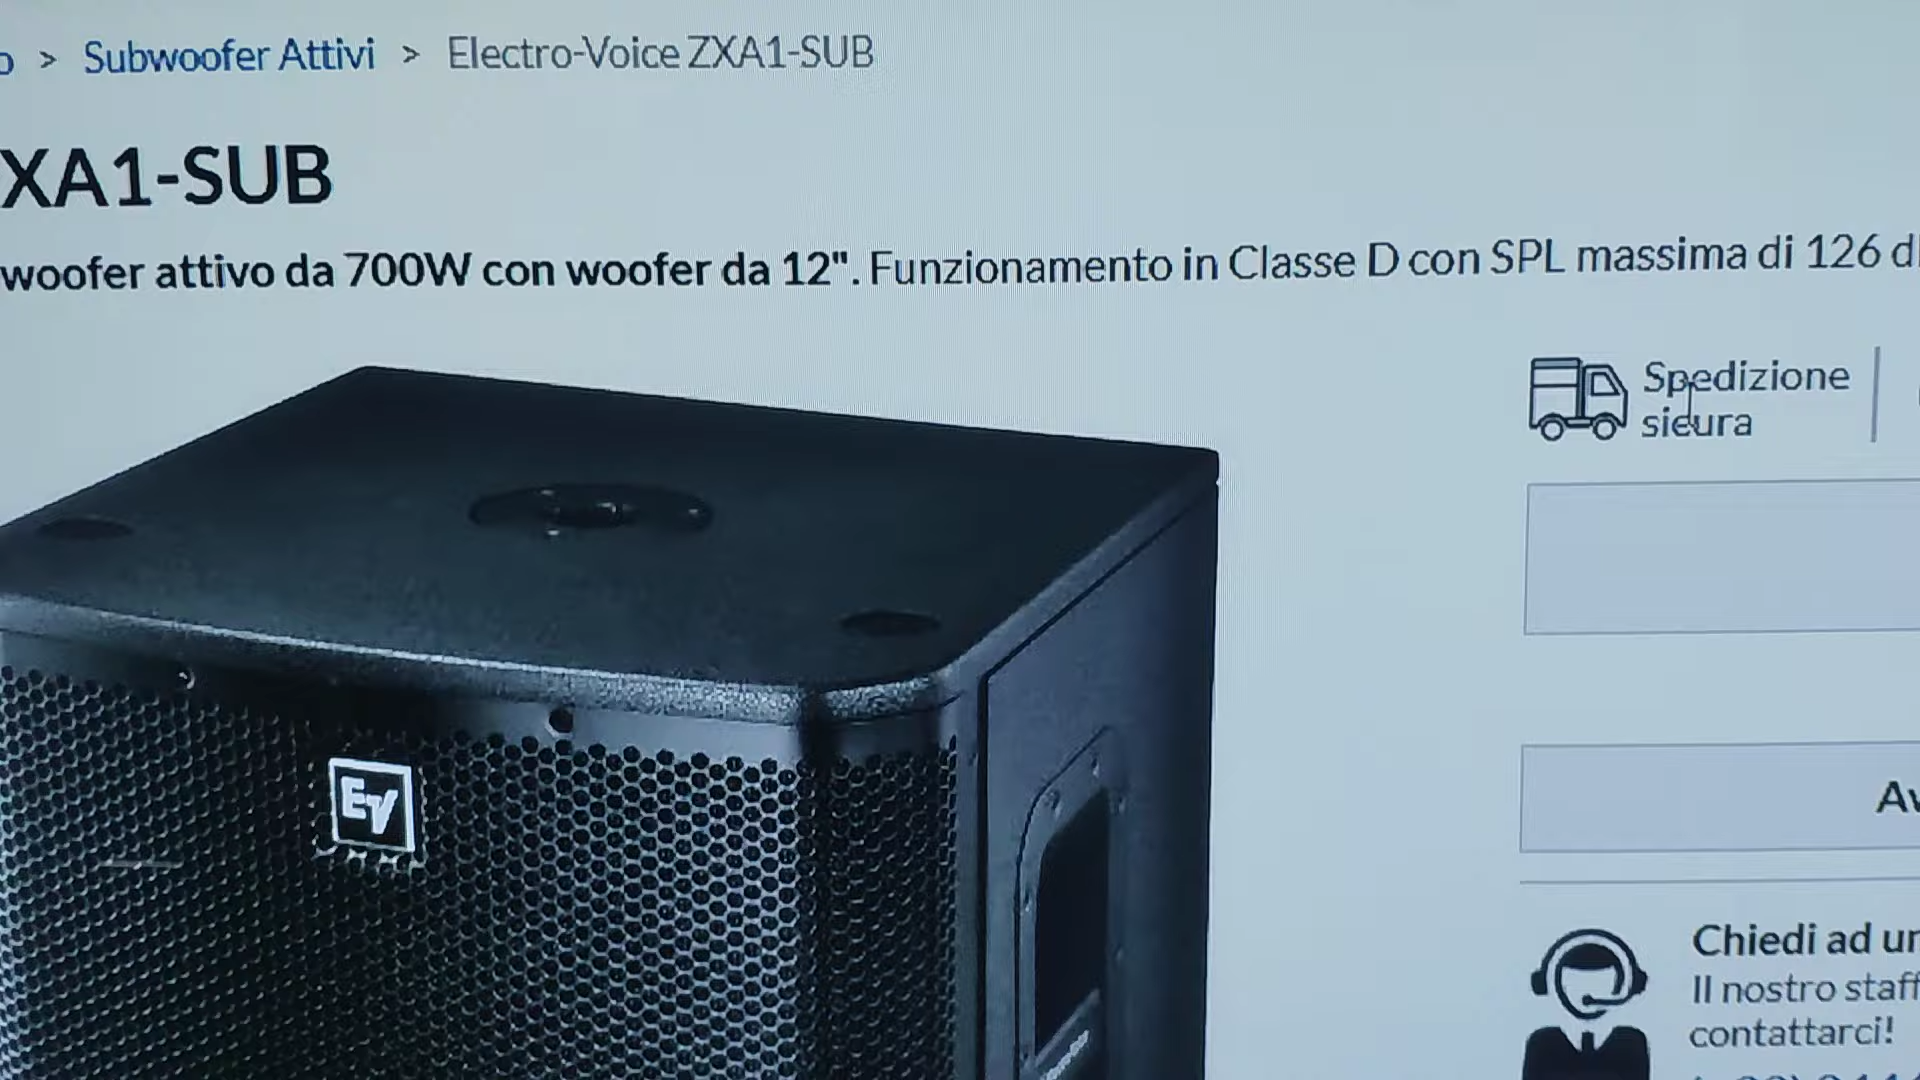 > Subwoofer Attivi > Electro-Voice ZXA1-SUB
XA1-SUB
woofer attivo da 700W con woofer da 12". Funzionamento in Classe D con SPL massima di 126 d
Spedizione
sicura
EV
Chiedi ad
Il nostro staff
contattarci!